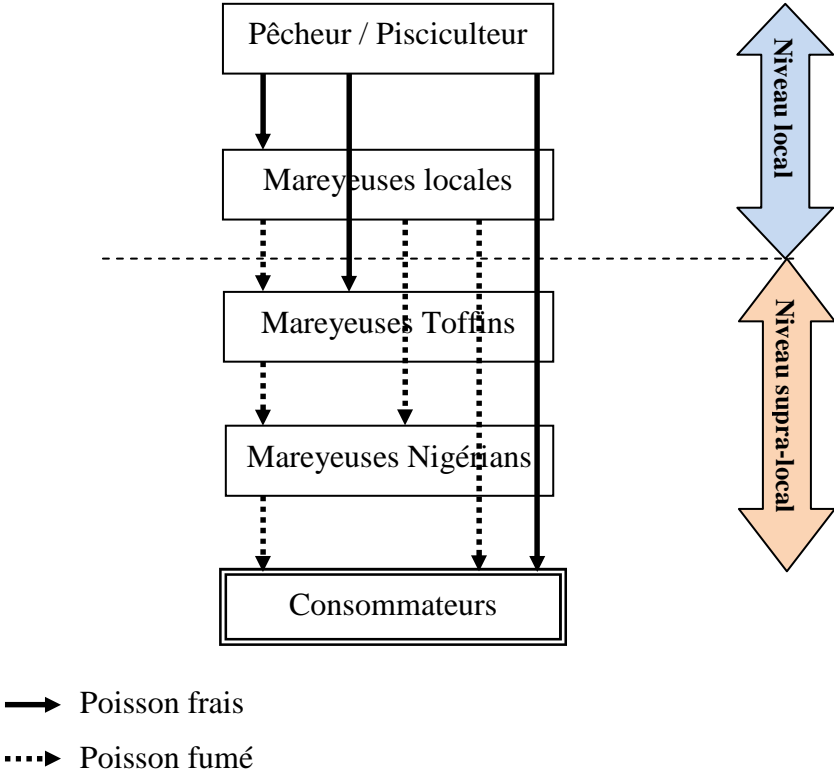 Pêcheur / Pisciculteur
Niveau local
Mareyeuses locales
Mareyeuses Toffins
Niveau supra-local
Mareyeuses Nigérians
Consommateurs
Poisson frais
Poisson fumé